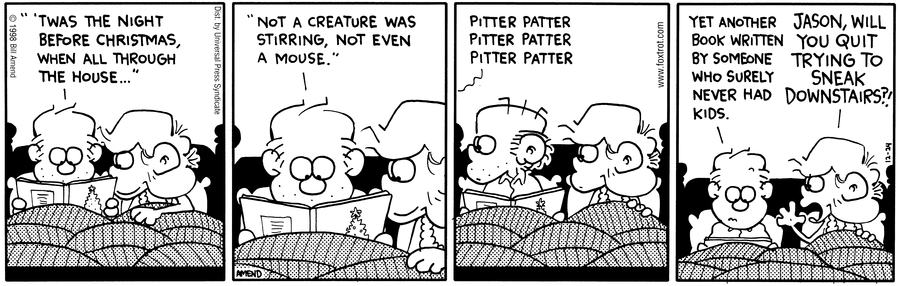 © 1998 Bill Amend
"'TWAS THE NIGHT
BEFORE CHRISTMAS,
WHEN ALL THROUGH
THE HOUSE..."
Dist. by Universal Press Syndicate
"NOT A CREATURE WAS
STIRRING, NOT EVEN
A MOUSE."
AMEND
PITTER PATTER
PITTER PATTER
PITTER PATTER
www.foxtrot.com
YET ANOTHER
BOOK WRITTEN
BY SOMEONE
WHO SURELY
NEVER HAD
KIDS.
JASON, WILL
YOU QUIT
TRYING TO
SNEAK
DOWNSTAIRS?!
12-24